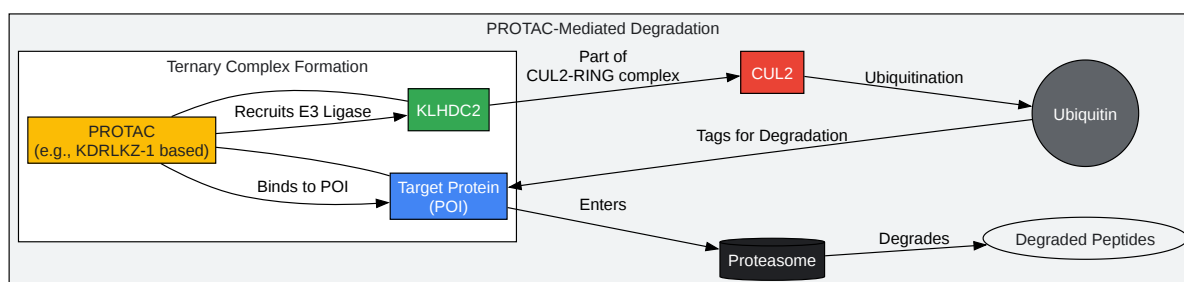 PROTAC-Mediated Degradation
Ternary Complex Formation
Part of
CUL2-RING complex
CUL2
Ubiquitination
KLHDC2
Recruits E3 Ligase
Ubiquitin
PROTAC
(e.g., KDRLKZ-1 based)
Tags for Degradation
Binds to POI
Target Protein
(POI)
Enters
Proteasome
Degrades
Degraded Peptides